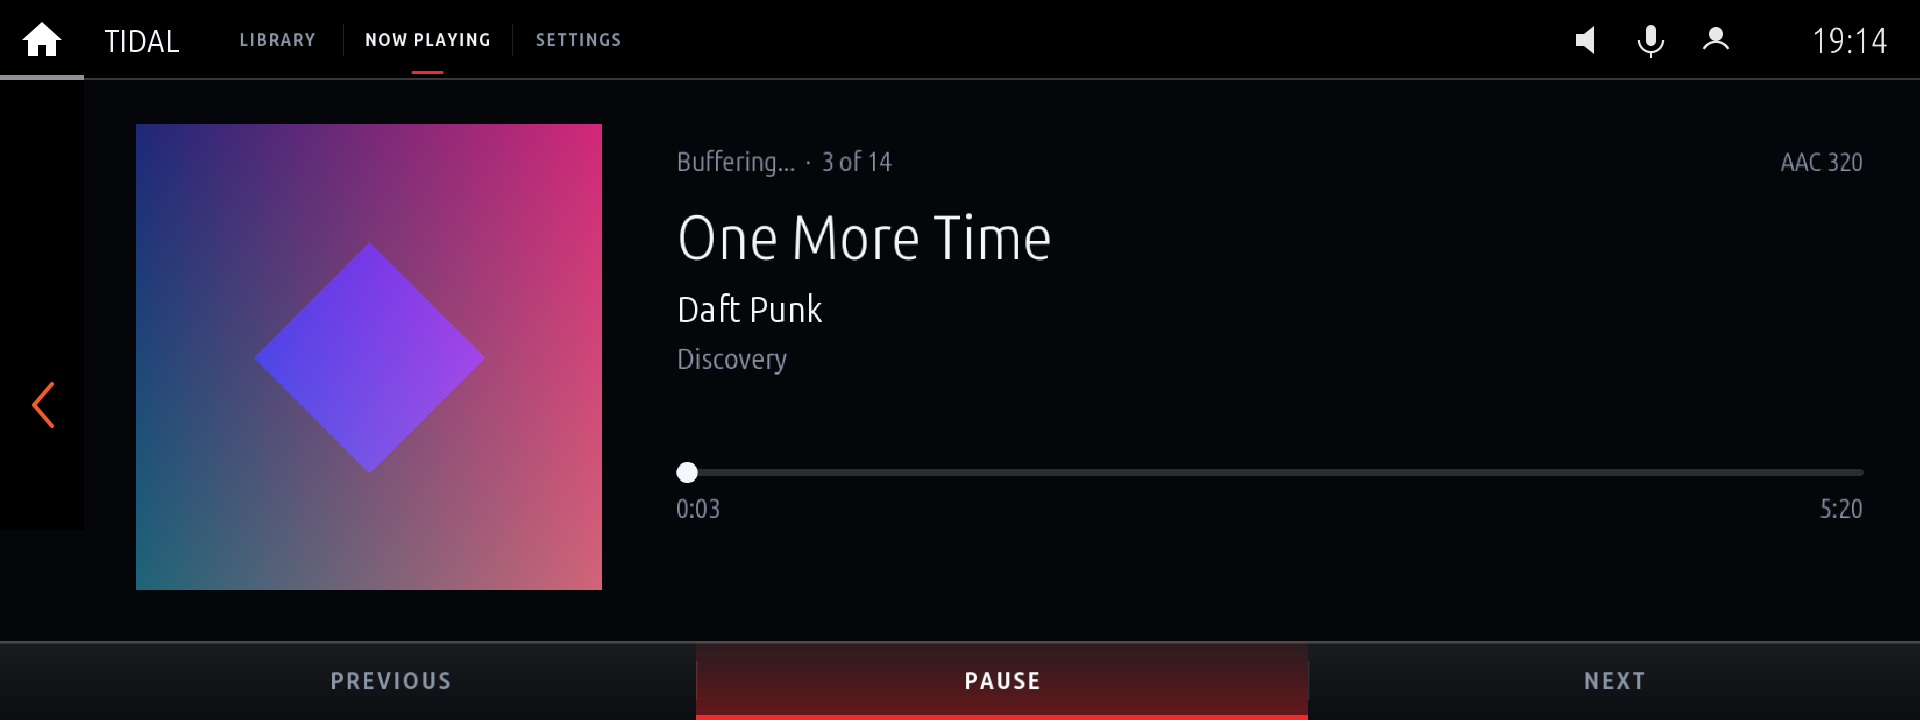 TIDAL
LIBRARY
NOW PLAYING
SETTINGS
19:14
Buffering... · 3 of 14
AAC 320
One More Time
Daft Punk
Discovery
0:03
5:20
PREVIOUS
PAUSE
NEXT